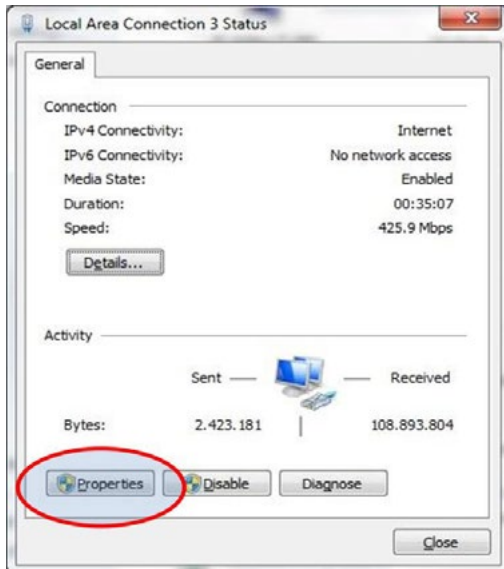 Local Area Connection 3 Status
General
Connection
IPv4 Connectivity: Internet
IPv6 Connectivity: No network access
Media State: Enabled
Duration: 00:35:07
Speed: 425.9 Mbps
Details...
Activity
Sent Received
Bytes: 2.423.181 108.893.804
Properties Disable Diagnose
Close